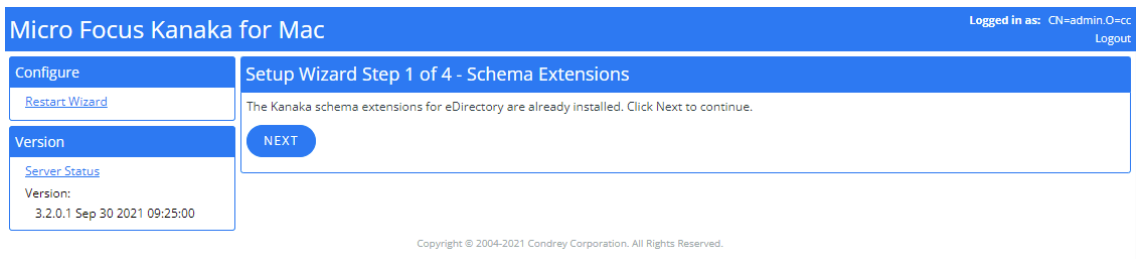 Micro Focus Kanaka for Mac
Logged in as: CN=admin.O=cc
Logout
Configure
Restart Wizard
Version
Server Status
Version:
3.2.0.1 Sep 30 2021 09:25:00
Setup Wizard Step 1 of 4 - Schema Extensions
The Kanaka schema extensions for eDirectory are already installed. Click Next to continue.
NEXT
Copyright © 2004-2021 Condrey Corporation. All Rights Reserved.